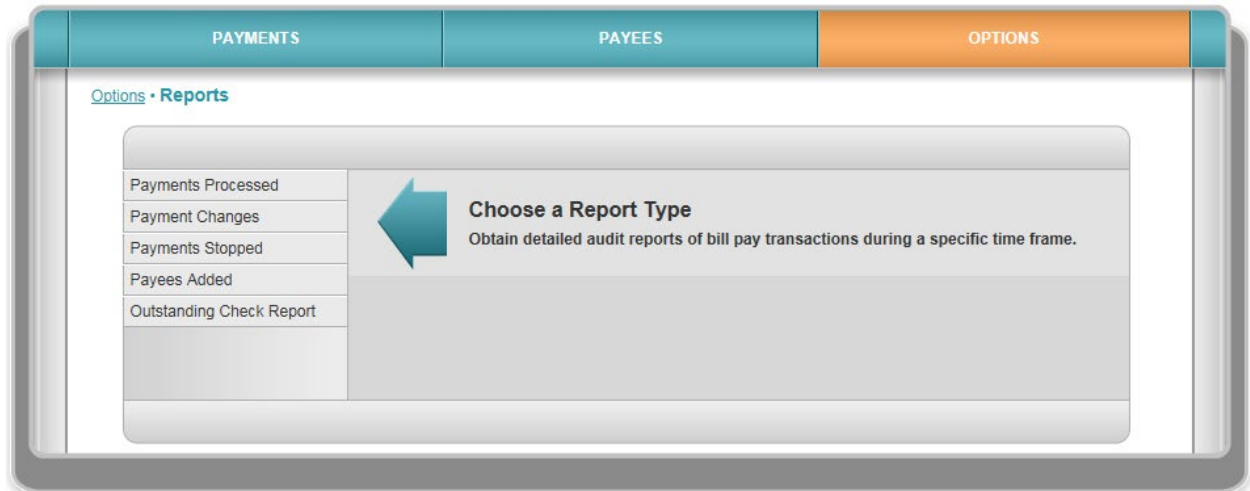 PAYMENTS PAYEES OPTIONS
Options • Reports
Payments Processed
Payment Changes
Payments Stopped
Payees Added
Outstanding Check Report
Choose a Report Type
Obtain detailed audit reports of bill pay transactions during a specific time frame.